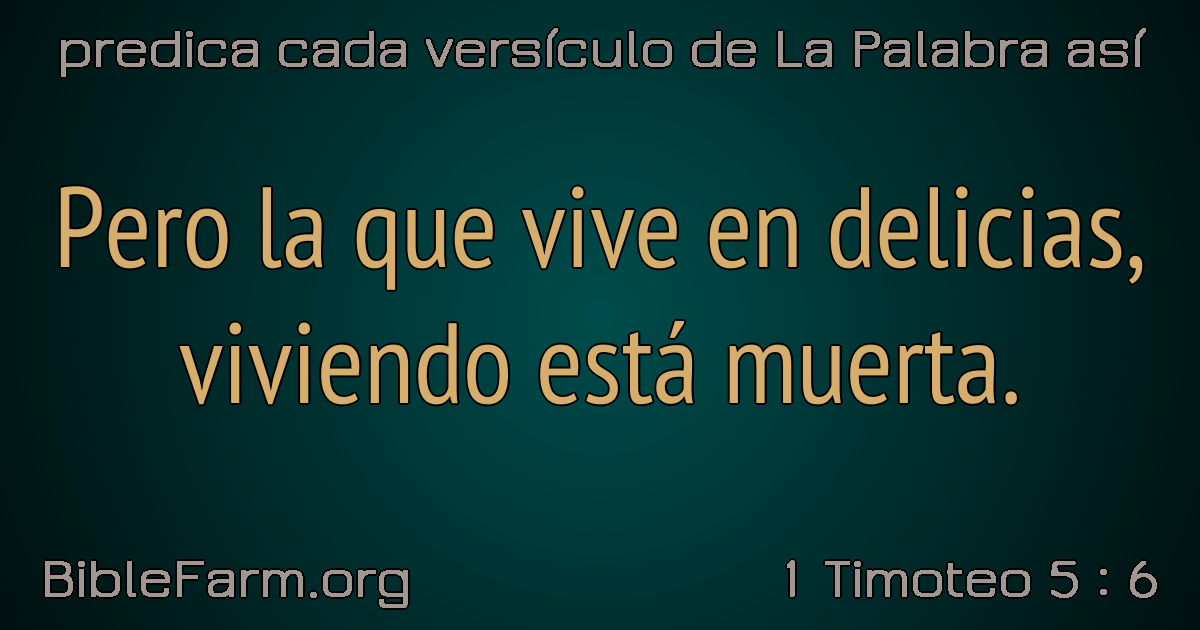 predica cada versículo de La Palabra así
Pero la que vive en delicias,
viviendo está muerta.
BibleFarm.org
1 Timoteo 5 : 6